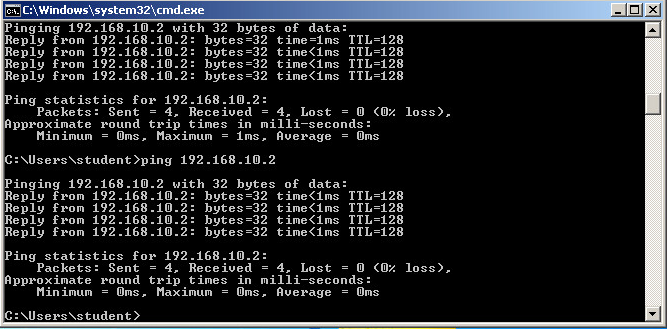 C:\Windows\system32\cmd.exe
Pinging 192.168.10.2 with 32 bytes of data:
Reply from 192.168.10.2: bytes=32 time=1ms TTL=128
Reply from 192.168.10.2: bytes=32 time<1ms TTL=128
Reply from 192.168.10.2: bytes=32 time<1ms TTL=128
Reply from 192.168.10.2: bytes=32 time<1ms TTL=128
Ping statistics for 192.168.10.2:
Packets: Sent = 4, Received = 4, Lost = 0 (0% loss),
Approximate round trip times in milli-seconds:
Minimum = 0ms, Maximum = 1ms, Average = 0ms
C:\Users\student>ping 192.168.10.2
Pinging 192.168.10.2 with 32 bytes of data:
Reply from 192.168.10.2: bytes=32 time<1ms TTL=128
Reply from 192.168.10.2: bytes=32 time<1ms TTL=128
Reply from 192.168.10.2: bytes=32 time<1ms TTL=128
Reply from 192.168.10.2: bytes=32 time<1ms TTL=128
Ping statistics for 192.168.10.2:
Packets: Sent = 4, Received = 4, Lost = 0 (0% loss),
Approximate round trip times in milli-seconds:
Minimum = 0ms, Maximum = 0ms, Average = 0ms
C:\Users\student>